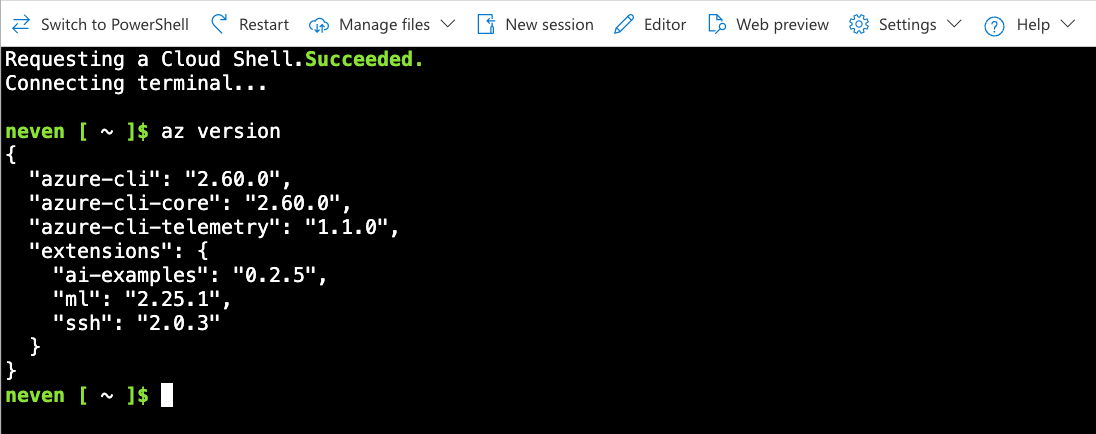 Switch to PowerShell Restart Manage files New session Editor Web preview Settings Help
Requesting a Cloud Shell.Succeeded.
Connecting terminal...
neven [ ~ ]$ az version
{
  "azure-cli": "2.60.0",
  "azure-cli-core": "2.60.0",
  "azure-cli-telemetry": "1.1.0",
  "extensions": {
    "ai-examples": "0.2.5",
    "ml": "2.25.1",
    "ssh": "2.0.3"
  }
}
neven [ ~ ]$